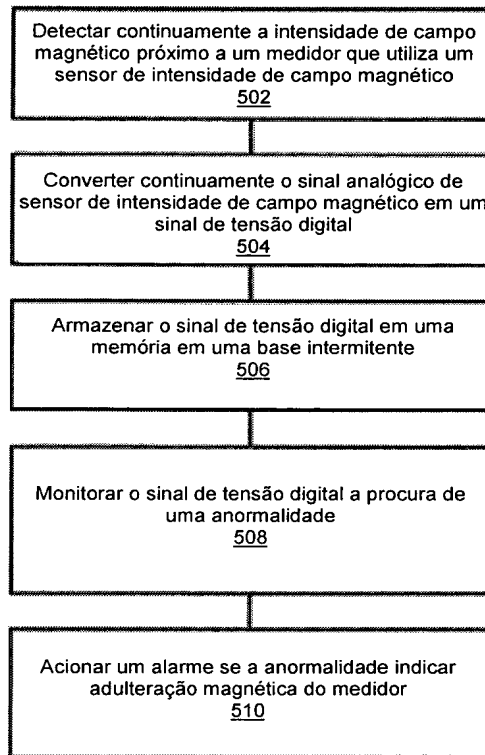 Detectar continuamente a intensidade de campo
magnético próximo a um medidor que utiliza um
sensor de intensidade de campo magnético
502
Converter continuamente o sinal analógico de
sensor de intensidade de campo magnético em um
sinal de tensão digital
504
Armazenar o sinal de tensão digital em uma
memória em uma base intermitente
506
Monitorar o sinal de tensão digital a procura de
uma anormalidade
508
Acionar um alarme se a anormalidade indicar
adulteração magnética do medidor
510